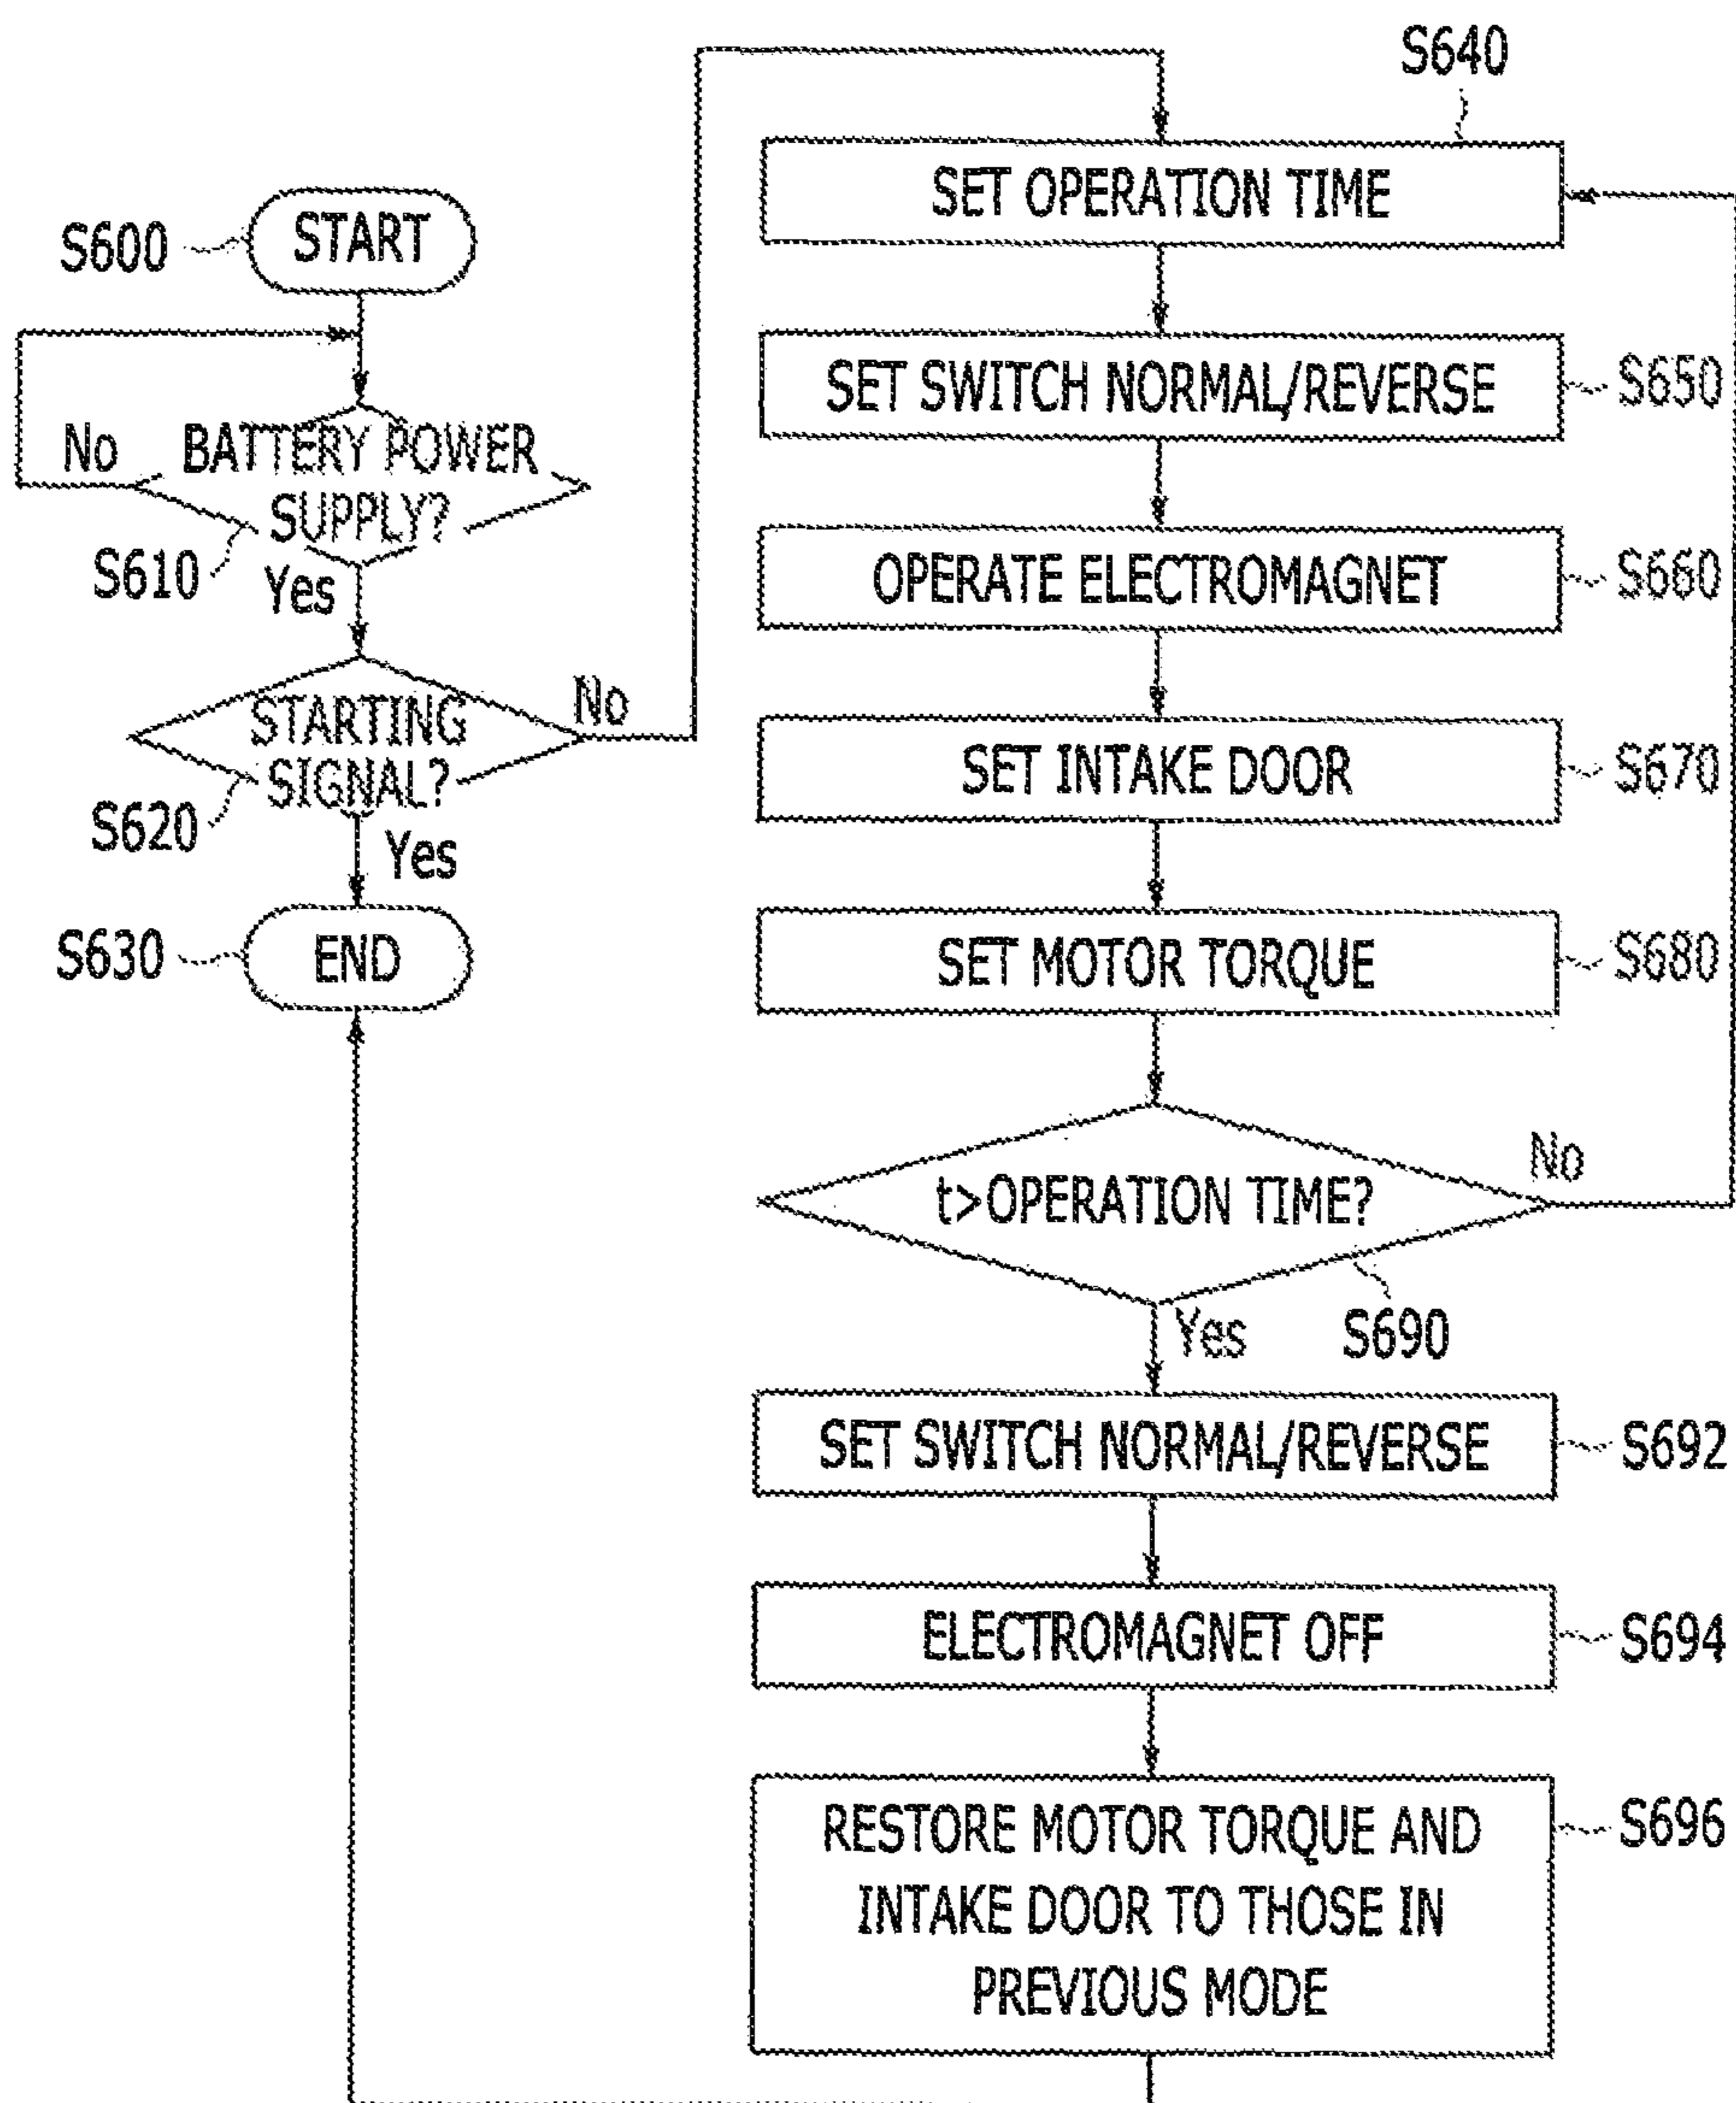 S600
START
No
BATTERY POWER
SUPPLY?
S610
Yes
STARTING
SIGNAL?
No
S620
Yes
S630
END
S640
SET OPERATION TIME
SET SWITCH NORMAL/REVERSE
S650
OPERATE ELECTROMAGNET
S660
SET INTAKE DOOR
S670
SET MOTOR TORQUE
S680
t>OPERATION TIME?
No
Yes
S690
SET SWITCH NORMAL/REVERSE
S692
ELECTROMAGNET OFF
S694
RESTORE MOTOR TORQUE AND
INTAKE DOOR TO THOSE IN
PREVIOUS MODE
S696